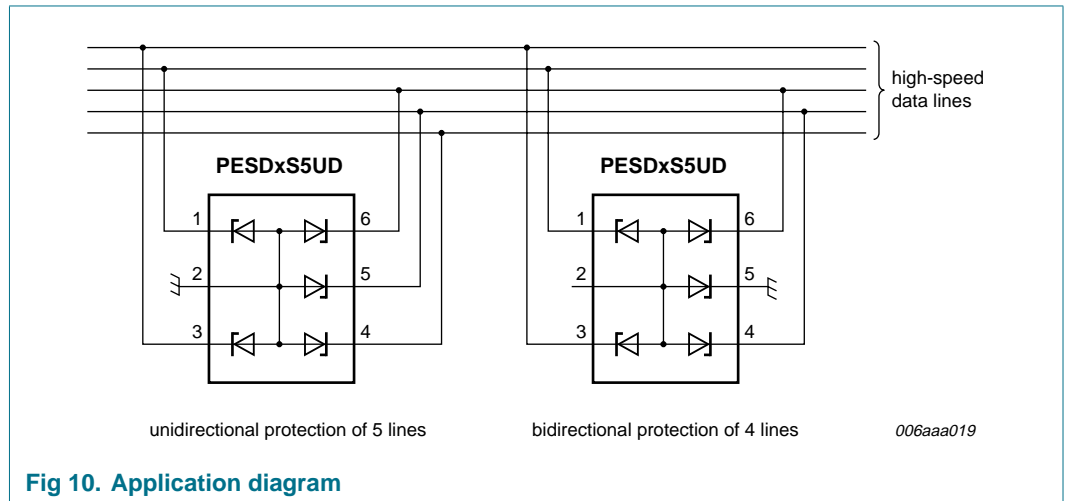 high-speed
data lines
PESDxS5UD
PESDxS5UD
1
6
2
5
3
4
1
6
2
5
3
4
unidirectional protection of 5 lines
bidirectional protection of 4 lines
006aaa019
Fig 10. Application diagram